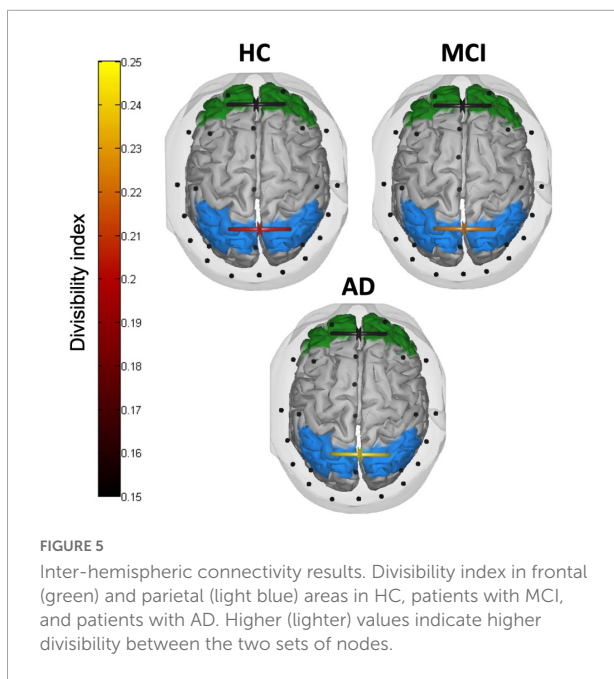 HC
MCI
0.25
0.24
0.23
0.22
0.21
0.2
0.19
0.18
0.17
0.16
0.15
Divisibility index
AD
FIGURE 5
Inter-hemispheric connectivity results. Divisibility index in frontal
(green) and parietal (light blue) areas in HC, patients with MCI,
and patients with AD. Higher (lighter) values indicate higher
divisibility between the two sets of nodes.